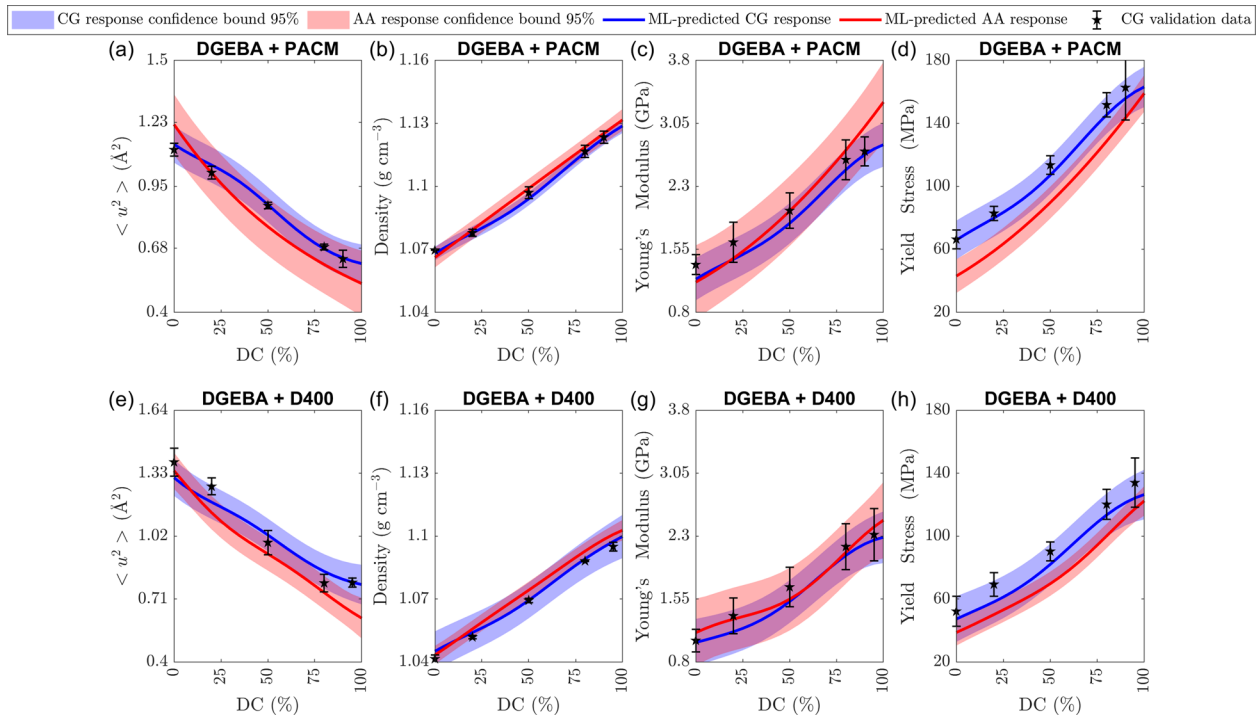 CG response confidence bound 95% AA response confidence bound 95% ML-predicted CG response ML-predicted AA response CG validation data
(a) DGEBA + PACM
1.5
1.23
0.95
0.68
0.4
< u² > (Å²)
0 25 50 75 100
DC (%)
(b) DGEBA + PACM
1.16
1.13
1.1
1.07
1.04
Density (g cm⁻³)
0 25 50 75 100
DC (%)
(c) DGEBA + PACM
3.8
3.05
2.3
1.55
0.8
Young's Modulus (GPa)
0 25 50 75 100
DC (%)
(d) DGEBA + PACM
180
140
100
60
20
Yield Stress (MPa)
0 25 50 75 100
DC (%)
(e) DGEBA + D400
1.64
1.33
1.02
0.71
0.4
< u² > (Å²)
0 25 50 75 100
DC (%)
(f) DGEBA + D400
1.16
1.13
1.1
1.07
1.04
Density (g cm⁻³)
0 25 50 75 100
DC (%)
(g) DGEBA + D400
3.8
3.05
2.3
1.55
0.8
Young's Modulus (GPa)
0 25 50 75 100
DC (%)
(h) DGEBA + D400
180
140
100
60
20
Yield Stress (MPa)
0 25 50 75 100
DC (%)